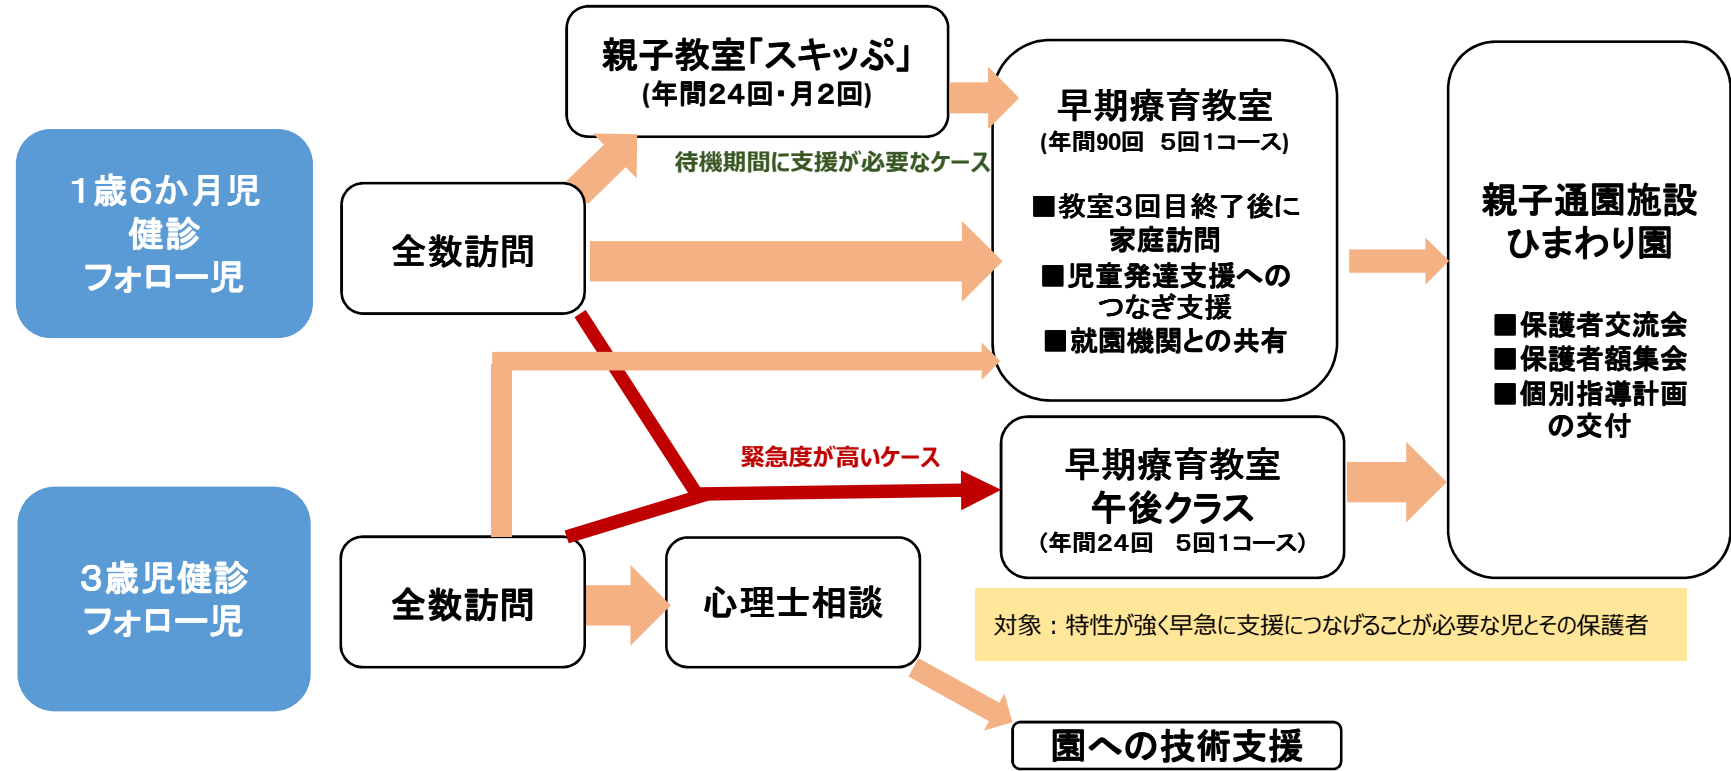 親子教室「スキッぷ」
(年間24回・月2回)
待機期間に支援が必要なケース
1歳6か月児
健診
フォロー児
全数訪問
早期療育教室
(年間90回　5回1コース)
■教室3回目終了後に
家庭訪問
■児童発達支援への
つなぎ支援
■就園機関との共有
親子通園施設
ひまわり園
■保護者交流会
■保護者額集会
■個別指導計画
の交付
緊急度が高いケース
早期療育教室
午後クラス
(年間24回　5回1コース)
3歳児健診
フォロー児
全数訪問
心理士相談
対象：特性が強く早急に支援につなげることが必要な児とその保護者
園への技術支援